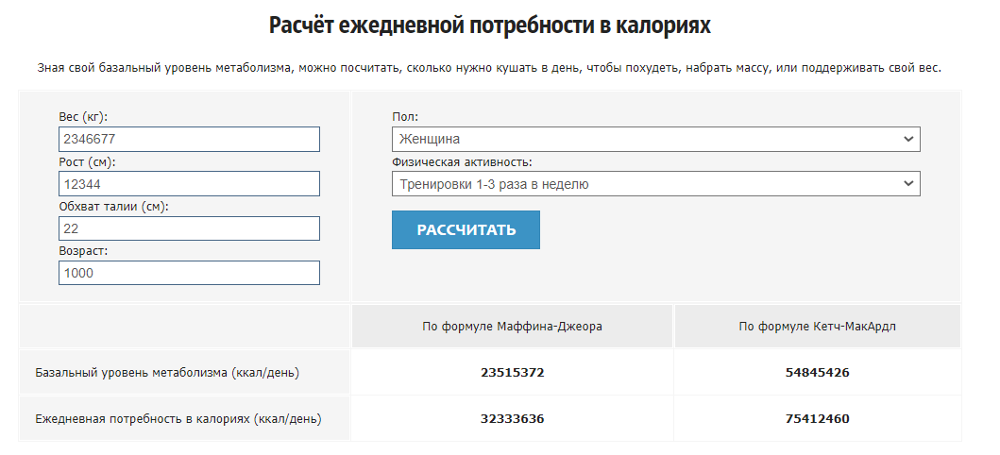 Расчёт ежедневной потребности в калориях
Зная свой базальный уровень метаболизма, можно посчитать, сколько нужно кушать в день, чтобы похудеть, набрать массу, или поддерживать свой вес.
Вес (кг):
2346677
Рост (см):
12344
Обхват талии (см):
22
Возраст:
1000
Пол:
Женщина
Физическая активность:
Тренировки 1-3 раза в неделю
РАССЧИТАТЬ
По формуле Маффина-Джеора
По формуле Кетч-МакАрдл
Базальный уровень метаболизма (ккал/день)
23515372
54845426
Ежедневная потребность в калориях (ккал/день)
32333636
75412460